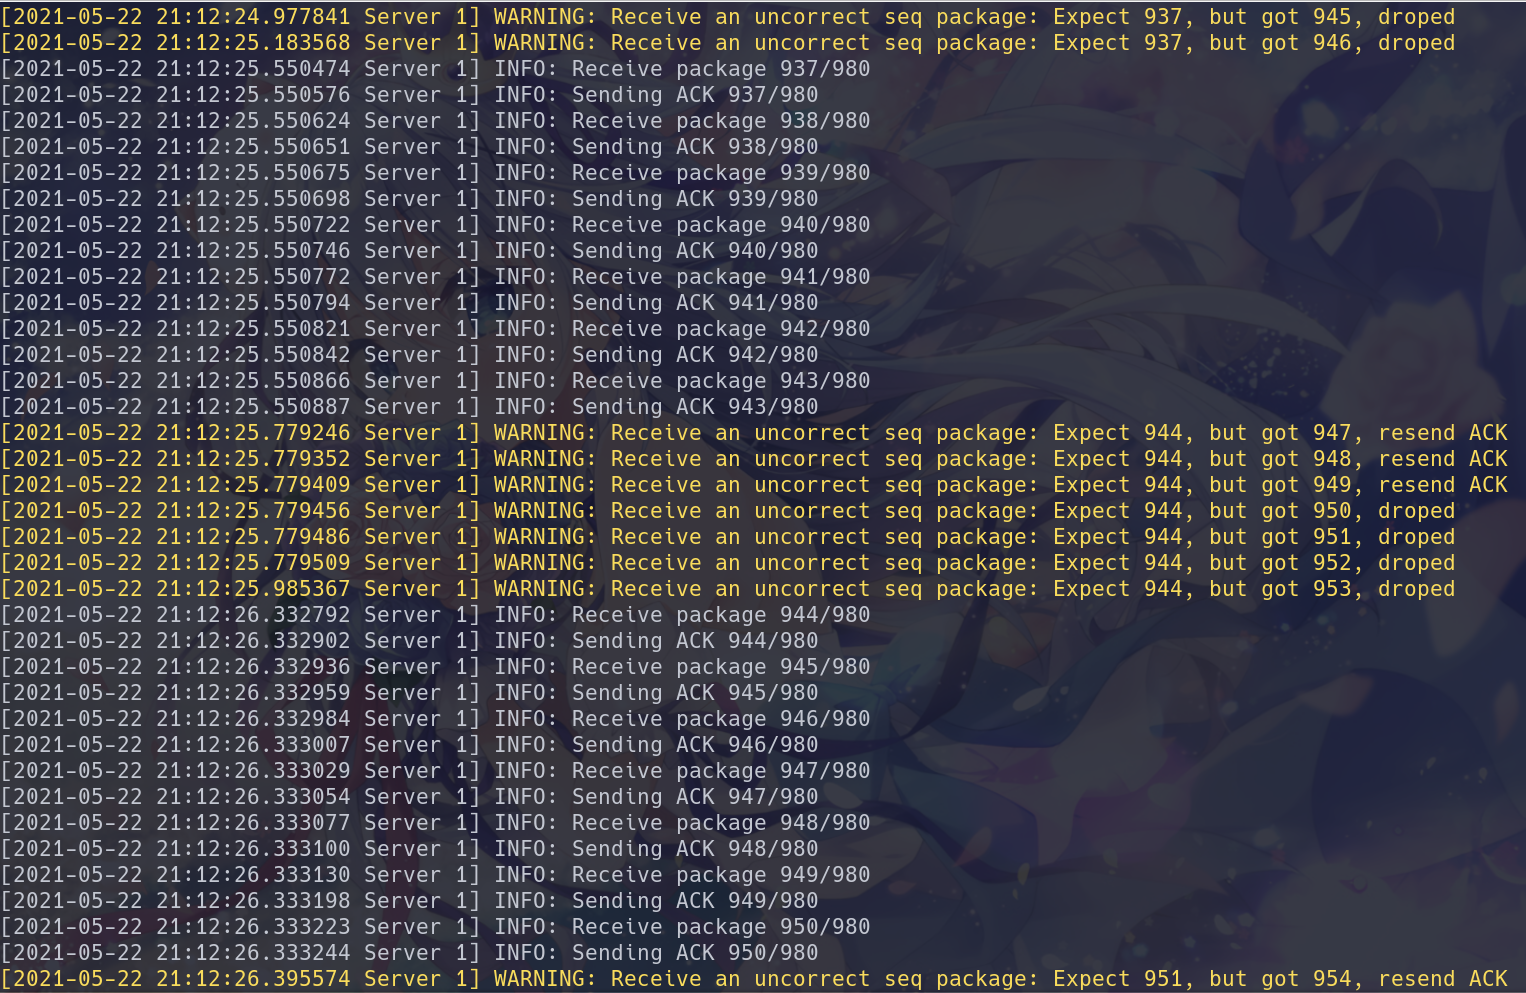 [2021-05-22 21:12:24.977841 Server 1] WARNING: Receive an uncorrect seq package: Expect 937, but got 945, droped
[2021-05-22 21:12:25.183568 Server 1] WARNING: Receive an uncorrect seq package: Expect 937, but got 946, droped
[2021-05-22 21:12:25.550474 Server 1] INFO: Receive package 937/980
[2021-05-22 21:12:25.550576 Server 1] INFO: Sending ACK 937/980
[2021-05-22 21:12:25.550624 Server 1] INFO: Receive package 938/980
[2021-05-22 21:12:25.550651 Server 1] INFO: Sending ACK 938/980
[2021-05-22 21:12:25.550675 Server 1] INFO: Receive package 939/980
[2021-05-22 21:12:25.550698 Server 1] INFO: Sending ACK 939/980
[2021-05-22 21:12:25.550722 Server 1] INFO: Receive package 940/980
[2021-05-22 21:12:25.550746 Server 1] INFO: Sending ACK 940/980
[2021-05-22 21:12:25.550772 Server 1] INFO: Receive package 941/980
[2021-05-22 21:12:25.550794 Server 1] INFO: Sending ACK 941/980
[2021-05-22 21:12:25.550821 Server 1] INFO: Receive package 942/980
[2021-05-22 21:12:25.550842 Server 1] INFO: Sending ACK 942/980
[2021-05-22 21:12:25.550866 Server 1] INFO: Receive package 943/980
[2021-05-22 21:12:25.550887 Server 1] INFO: Sending ACK 943/980
[2021-05-22 21:12:25.779246 Server 1] WARNING: Receive an uncorrect seq package: Expect 944, but got 947, resend ACK
[2021-05-22 21:12:25.779352 Server 1] WARNING: Receive an uncorrect seq package: Expect 944, but got 948, resend ACK
[2021-05-22 21:12:25.779409 Server 1] WARNING: Receive an uncorrect seq package: Expect 944, but got 949, resend ACK
[2021-05-22 21:12:25.779456 Server 1] WARNING: Receive an uncorrect seq package: Expect 944, but got 950, droped
[2021-05-22 21:12:25.779486 Server 1] WARNING: Receive an uncorrect seq package: Expect 944, but got 951, droped
[2021-05-22 21:12:25.779509 Server 1] WARNING: Receive an uncorrect seq package: Expect 944, but got 952, droped
[2021-05-22 21:12:25.985367 Server 1] WARNING: Receive an uncorrect seq package: Expect 944, but got 953, droped
[2021-05-22 21:12:26.332792 Server 1] INFO: Receive package 944/980
[2021-05-22 21:12:26.332902 Server 1] INFO: Sending ACK 944/980
[2021-05-22 21:12:26.332936 Server 1] INFO: Receive package 945/980
[2021-05-22 21:12:26.332959 Server 1] INFO: Sending ACK 945/980
[2021-05-22 21:12:26.332984 Server 1] INFO: Receive package 946/980
[2021-05-22 21:12:26.333007 Server 1] INFO: Sending ACK 946/980
[2021-05-22 21:12:26.333029 Server 1] INFO: Receive package 947/980
[2021-05-22 21:12:26.333054 Server 1] INFO: Sending ACK 947/980
[2021-05-22 21:12:26.333077 Server 1] INFO: Receive package 948/980
[2021-05-22 21:12:26.333100 Server 1] INFO: Sending ACK 948/980
[2021-05-22 21:12:26.333130 Server 1] INFO: Receive package 949/980
[2021-05-22 21:12:26.333198 Server 1] INFO: Sending ACK 949/980
[2021-05-22 21:12:26.333223 Server 1] INFO: Receive package 950/980
[2021-05-22 21:12:26.333244 Server 1] INFO: Sending ACK 950/980
[2021-05-22 21:12:26.395574 Server 1] WARNING: Receive an uncorrect seq package: Expect 951, but got 954, resend ACK